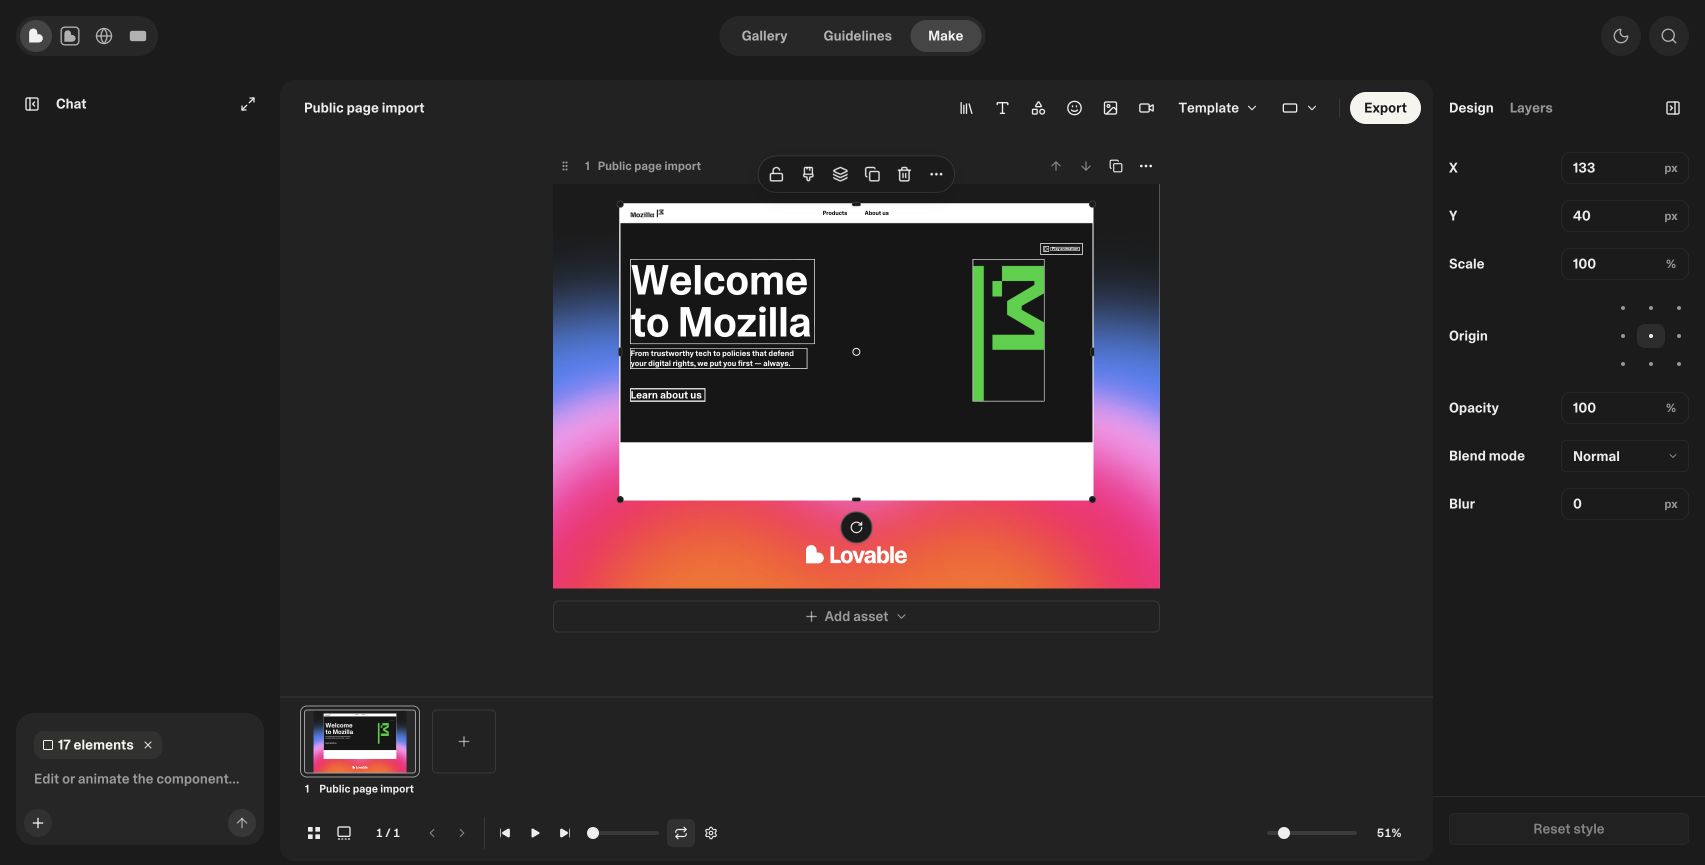 Gallery
Guidelines
Make
Chat
Public page import
Template
Export
Design
Layers
1 Public page import
X 133 px
Y 40 px
Scale 100 %
Origin
Opacity 100 %
Blend mode Normal
Blur 0 px
Mozilla
Products
About us
Play animation
Welcome
to Mozilla
From trustworthy tech to policies that defend
your digital rights, we put you first — always.
Learn about us
Lovable
Add asset
17 elements
Edit or animate the component...
Welcome
to Mozilla
Lovable
1 Public page import
1 / 1
51%
Reset style